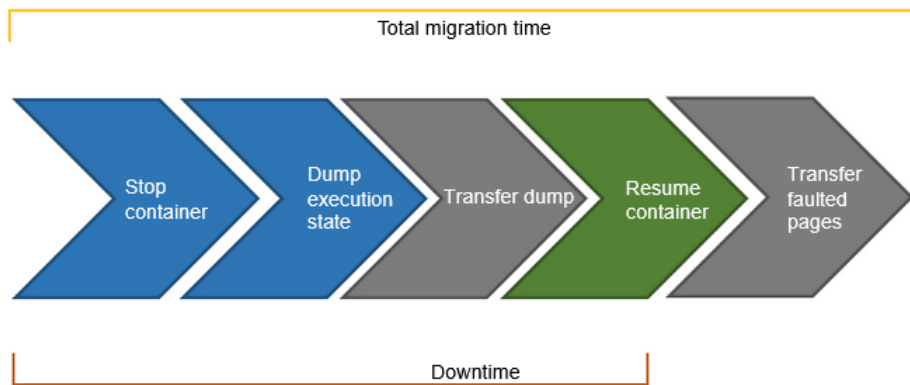 Total migration time
Stop
container
Dump
execution
state
Transfer dump
Resume
container
Transfer
faulted
pages
Downtime